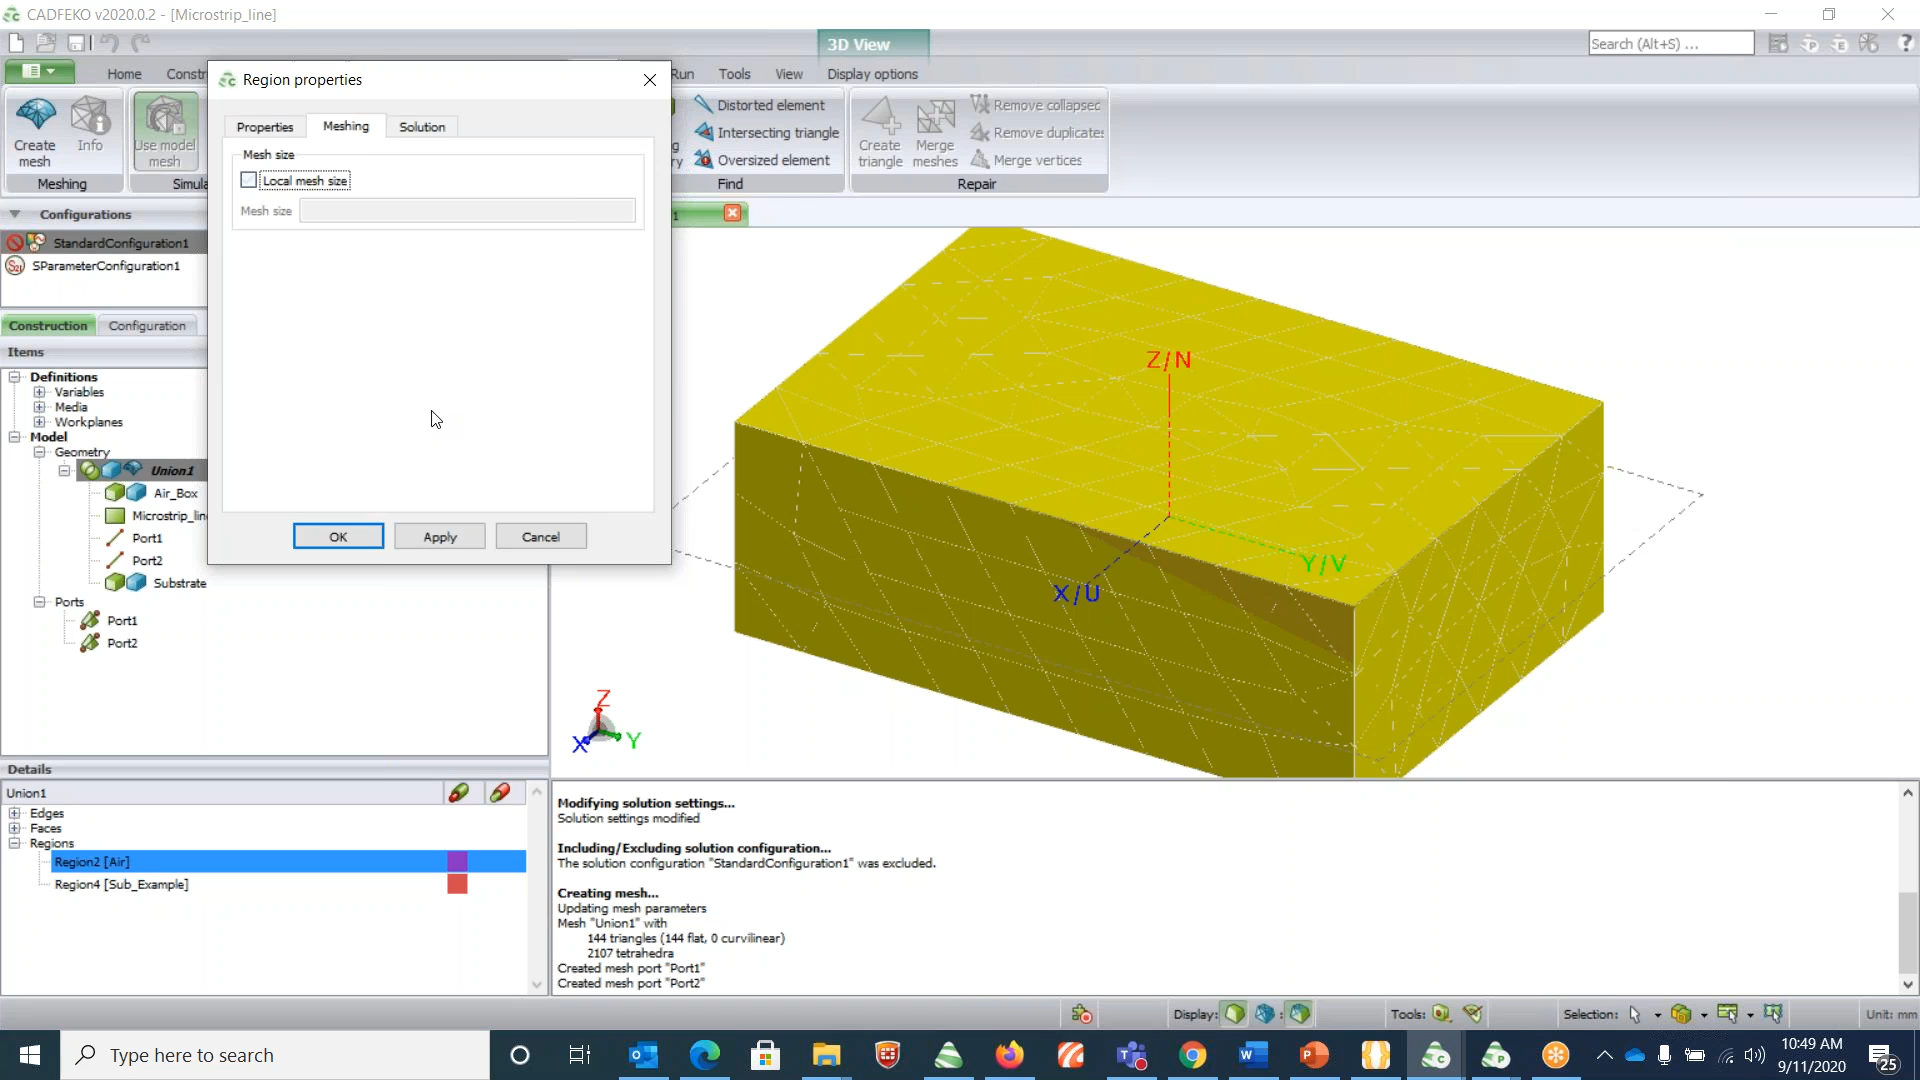 CADFEKO v2020.0.2 - [Microstrip_line]
3D View
Search (Alt+S) ...
Home
Constr
Run
Tools
View
Display options
Create mesh
Info
Use model mesh
Meshing
Simula
Region properties
Properties
Meshing
Solution
Mesh size
Local mesh size
Mesh size
OK
Apply
Cancel
Distorted element
Intersecting triangle
Oversized element
Find
Create triangle
Merge meshes
Remove collapsed
Remove duplicates
Merge vertices
Repair
1
Configurations
StandardConfiguration1
SParameterConfiguration1
Construction
Configuration
Items
Definitions
Variables
Media
Workplanes
Model
Geometry
Union1
Air_Box
Microstrip_lin
Port1
Port2
Substrate
Ports
Port1
Port2
Z/N
Y/V
X/U
Z
X
Y
Details
Union1
Edges
Faces
Regions
Region2 [Air]
Region4 [Sub_Example]
Modifying solution settings...
Solution settings modified
Including/Excluding solution configuration...
The solution configuration "StandardConfiguration1" was excluded.
Creating mesh...
Updating mesh parameters
Mesh "Union1" with
144 triangles (144 flat, 0 curvilinear)
2107 tetrahedra
Created mesh port "Port1"
Created mesh port "Port2"
Display:
Tools:
Selection:
Unit: mm
Type here to search
10:49 AM
9/11/2020
25